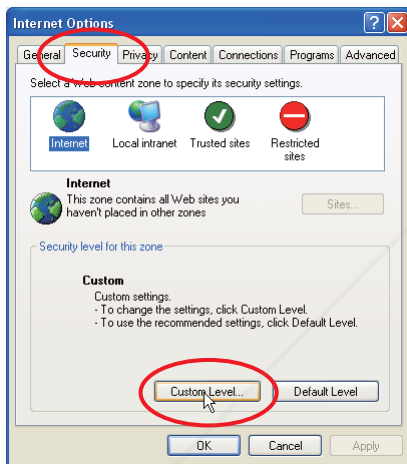 Internet Options
General Security Privacy Content Connections Programs Advanced
Select a Web content zone to specify its security settings.
Internet Local intranet Trusted sites Restricted
sites
Internet
This zone contains all Web sites you
haven't placed in other zones
Sites...
Security level for this zone
Custom
Custom settings.
- To change the settings, click Custom Level.
- To use the recommended settings, click Default Level.
Custom Level... Default Level
OK Cancel Apply